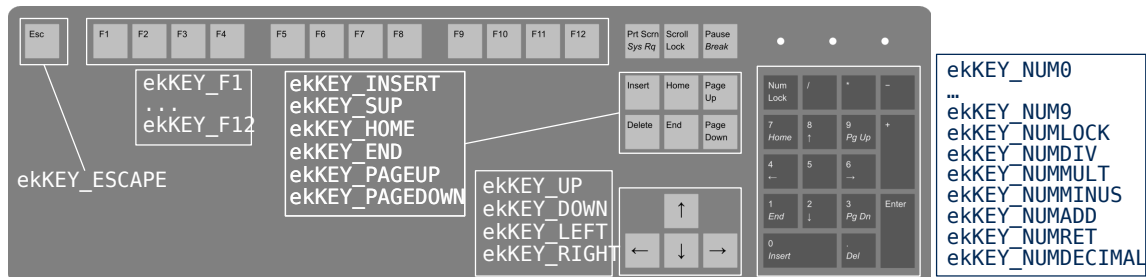 Esc
F1 F2 F3 F4 F5 F6 F7 F8 F9 F10 F11 F12
Prt Scrn
Sys Rq
Scroll
Lock
Pause
Break
ekKEY_F1
...
ekKEY_F12
ekKEY_ESCAPE
ekKEY_INSERT
ekKEY_SUP
ekKEY_HOME
ekKEY_END
ekKEY_PAGEUP
ekKEY_PAGEDOWN
Insert
Home
Page
Up
Delete
End
Page
Down
ekKEY_UP
ekKEY_DOWN
ekKEY_LEFT
ekKEY_RIGHT
↑
← ↓ →
Num
Lock
/
*
−
7
Home
8
↑
9
Pg Up
+
4
←
5
6
→
1
End
2
↓
3
Pg Dn
Enter
0
Insert
.
Del
ekKEY_NUM0
…
ekKEY_NUM9
ekKEY_NUMLOCK
ekKEY_NUMDIV
ekKEY_NUMMULT
ekKEY_NUMMINUS
ekKEY_NUMADD
ekKEY_NUMRET
ekKEY_NUMDECIMAL